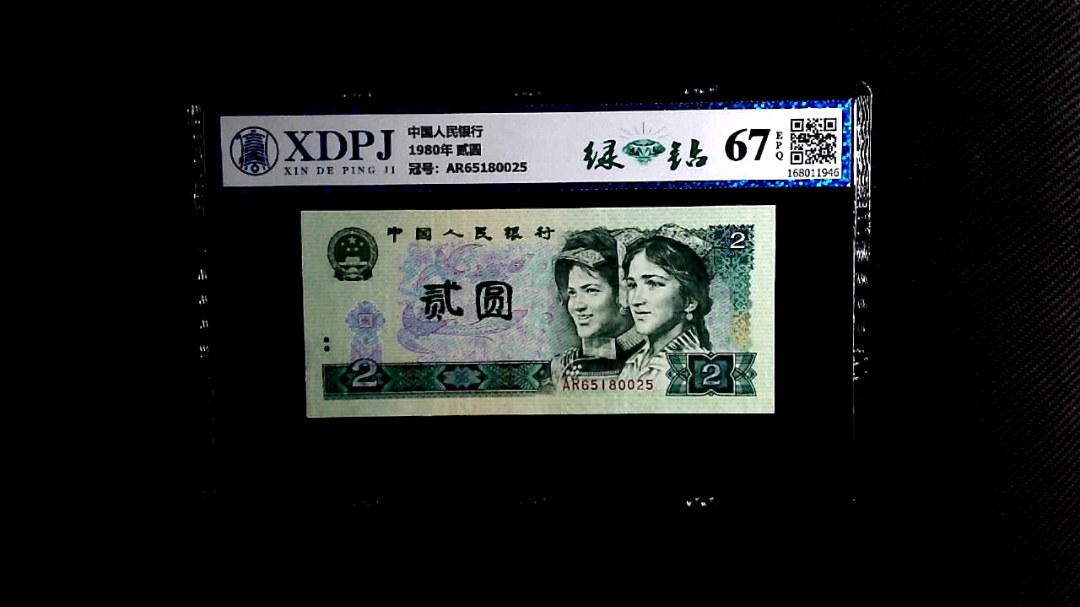 XDPJ
XIN DE PING JI
中国人民银行
1980年 贰圆
冠号：AR65180025
绿钻
67
EPQ
168011946
中国人民银行
2
贰圆
2
AR65180025
2